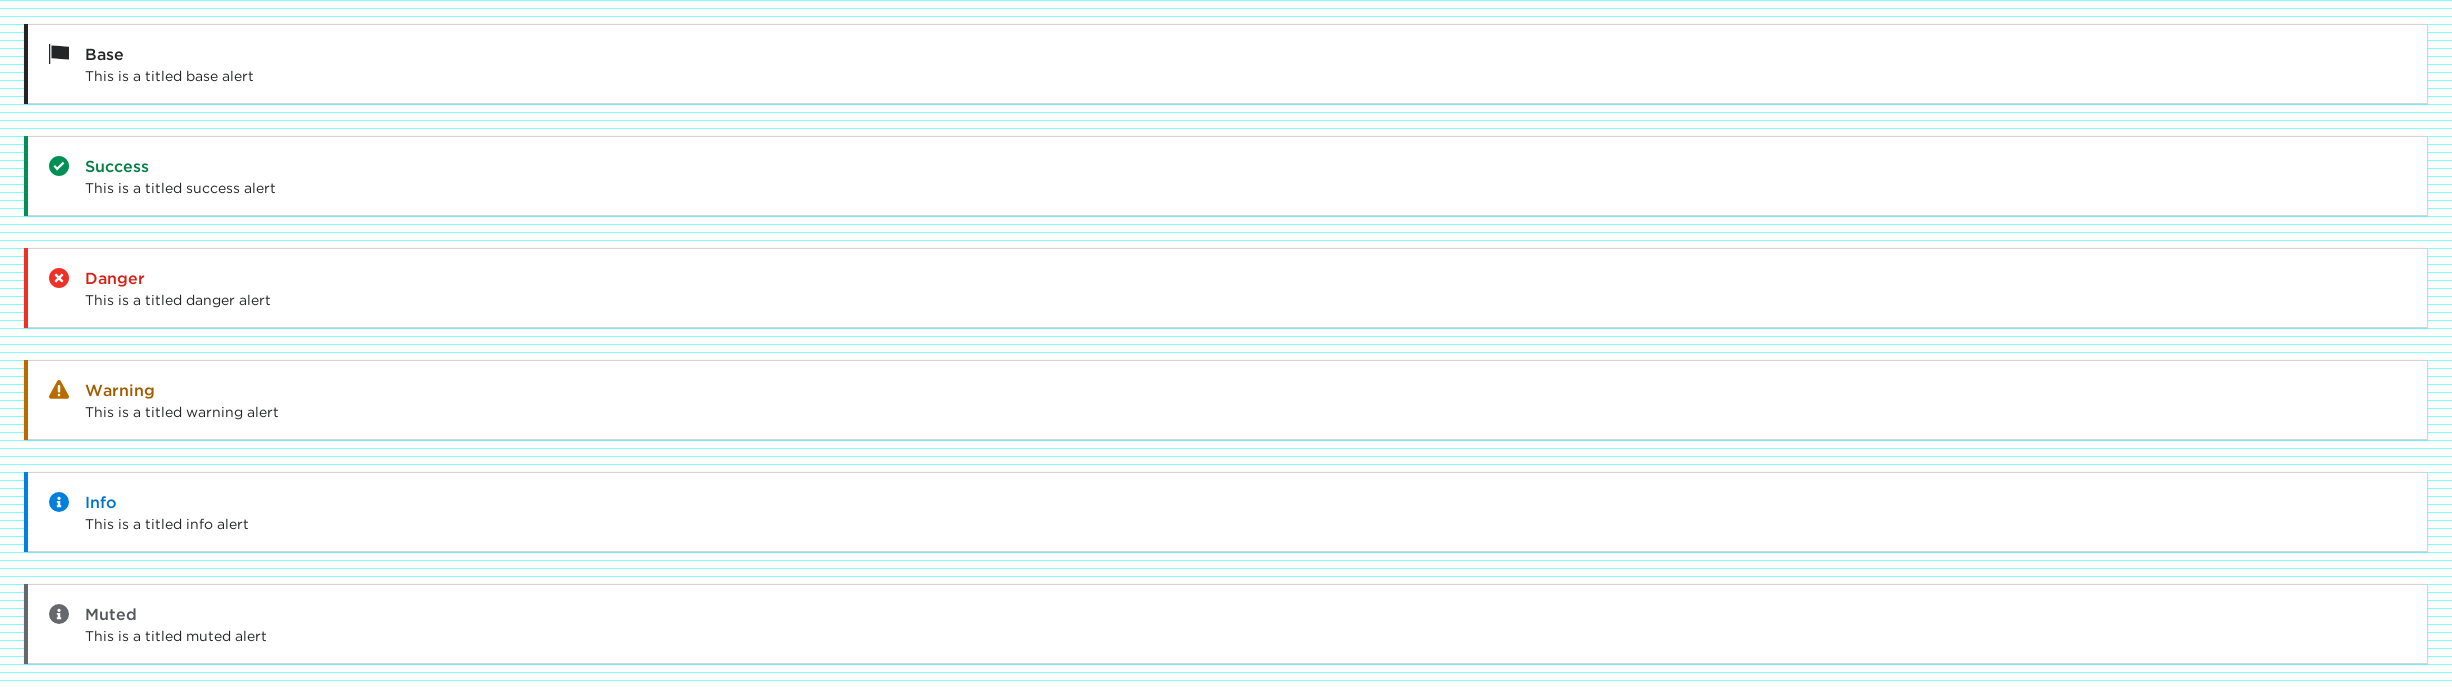 Base
This is a titled base alert
Success
This is a titled success alert
Danger
This is a titled danger alert
Warning
This is a titled warning alert
Info
This is a titled info alert
Muted
This is a titled muted alert